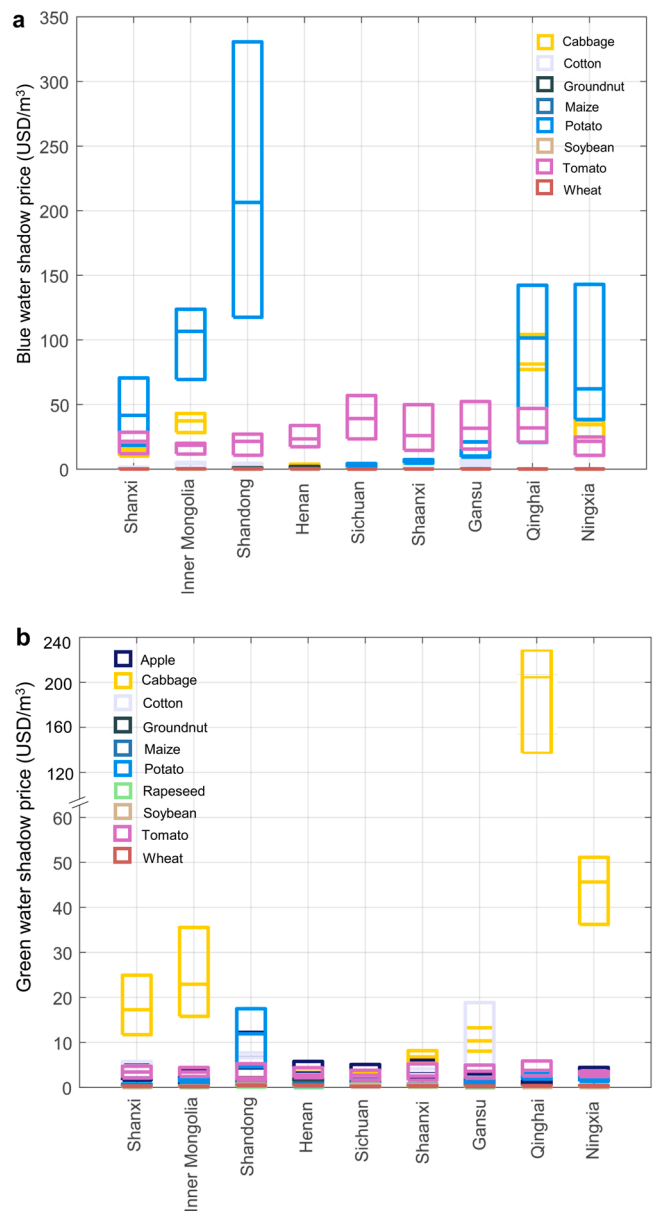 a
Blue water shadow price (USD/m³)
350
300
250
200
150
100
50
0
Cabbage
Cotton
Groundnut
Maize
Potato
Soybean
Tomato
Wheat
Shanxi
Inner Mongolia
Shandong
Henan
Sichuan
Shaanxi
Gansu
Qinghai
Ningxia
b
Green water shadow price (USD/m³)
240
200
160
120
60
50
40
30
20
10
0
Apple
Cabbage
Cotton
Groundnut
Maize
Potato
Rapeseed
Soybean
Tomato
Wheat
Shanxi
Inner Mongolia
Shandong
Henan
Sichuan
Shaanxi
Gansu
Qinghai
Ningxia